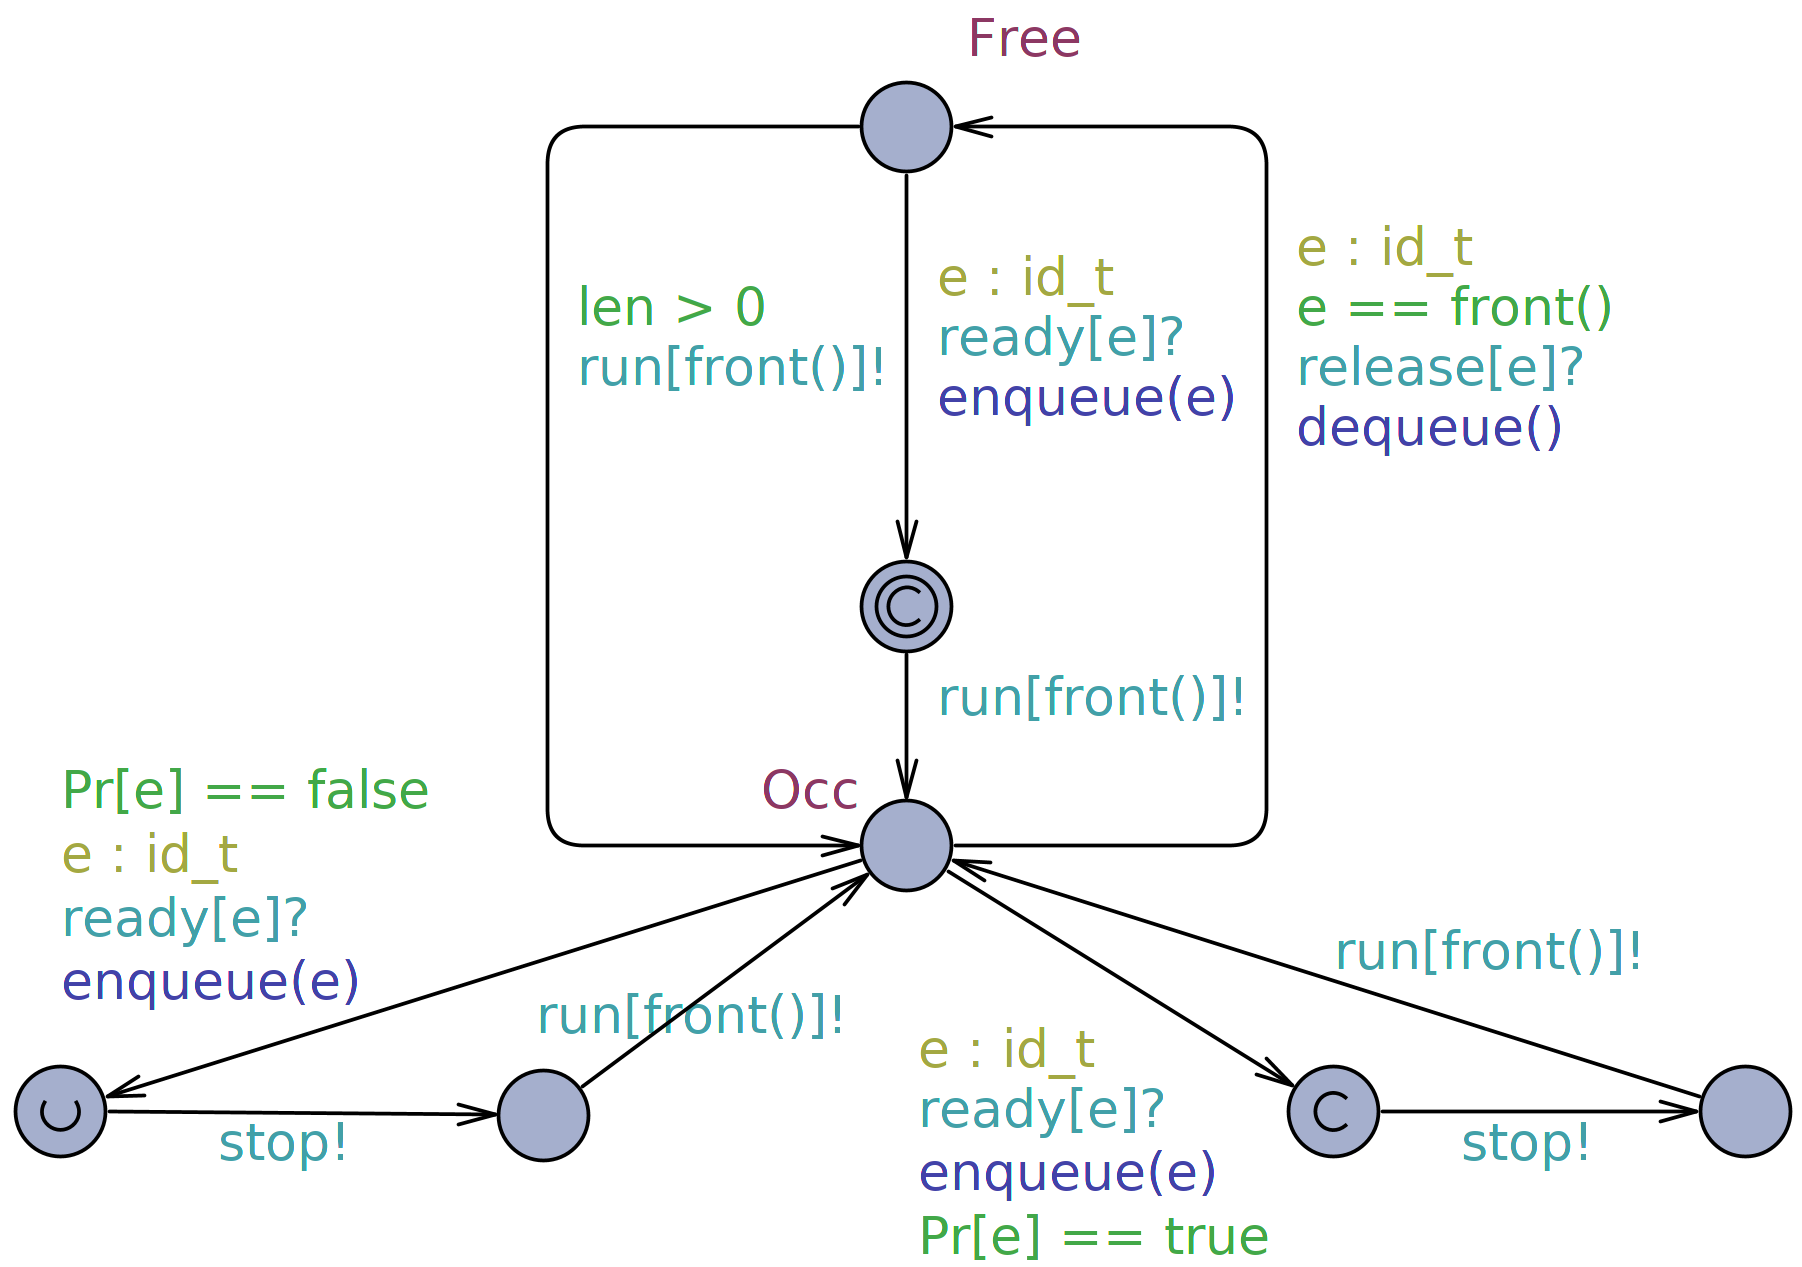 Free
len > 0
run[front()]!
e : id_t
ready[e]?
enqueue(e)
e : id_t
e == front()
release[e]?
dequeue()
C
run[front()]!
Occ
Pr[e] == false
e : id_t
ready[e]?
enqueue(e)
run[front()]!
run[front()]!
U
stop!
e : id_t
ready[e]?
enqueue(e)
Pr[e] == true
C
stop!